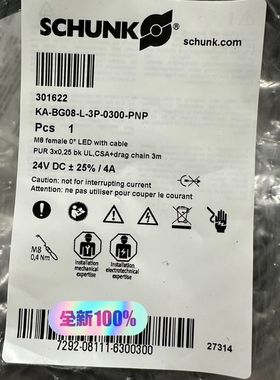 SCHUNK
schunk.com
301622
KA-BG08-L-3P-0300-PNP
Pcs 1
M8 female 0° LED with cable
PUR 3x0,25 bk UL,CSA+drag chain 3m
24V DC ± 25% / 4A
Caution: not for interrupting current
Attention: ne pas utiliser pour couper le courant
M8
0,4 Nm
Installation mechanical expertise
Installation electrotechnical expertise
全新100%
7292-08111-6300300
27314